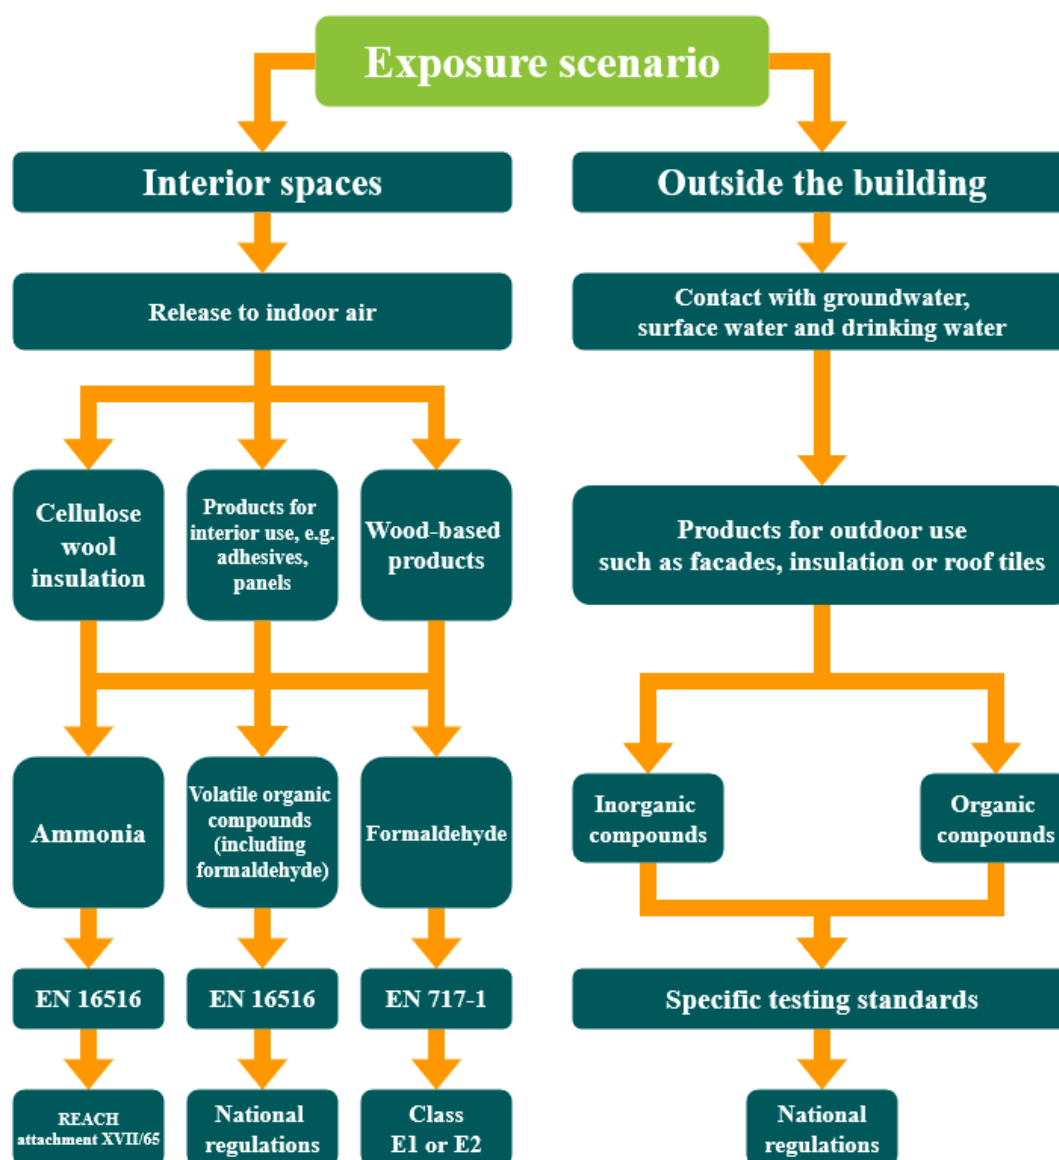 Exposure scenario
Interior spaces
Outside the building
Release to indoor air
Contact with groundwater,
surface water and drinking water
Cellulose
wool
insulation
Products for
interior use, e.g.
adhesives,
panels
Wood-based
products
Products for outdoor use
such as facades, insulation or roof tiles
Ammonia
Volatile organic
compounds
(including
formaldehyde)
Formaldehyde
Inorganic
compounds
Organic
compounds
EN 16516
EN 16516
EN 717-1
Specific testing standards
REACH
attachment XVII/65
National
regulations
Class
E1 or E2
National
regulations